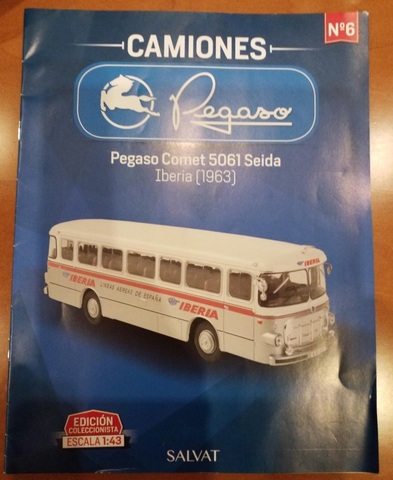 Nº6
CAMIONES
Pegaso
Pegaso Comet 5061 Seida
Iberia (1963)
IBERIA
LINEAS AEREAS DE ESPAÑA
IBERIA
EDICIÓN
COLECCIONISTA
ESCALA 1:43
SALVAT